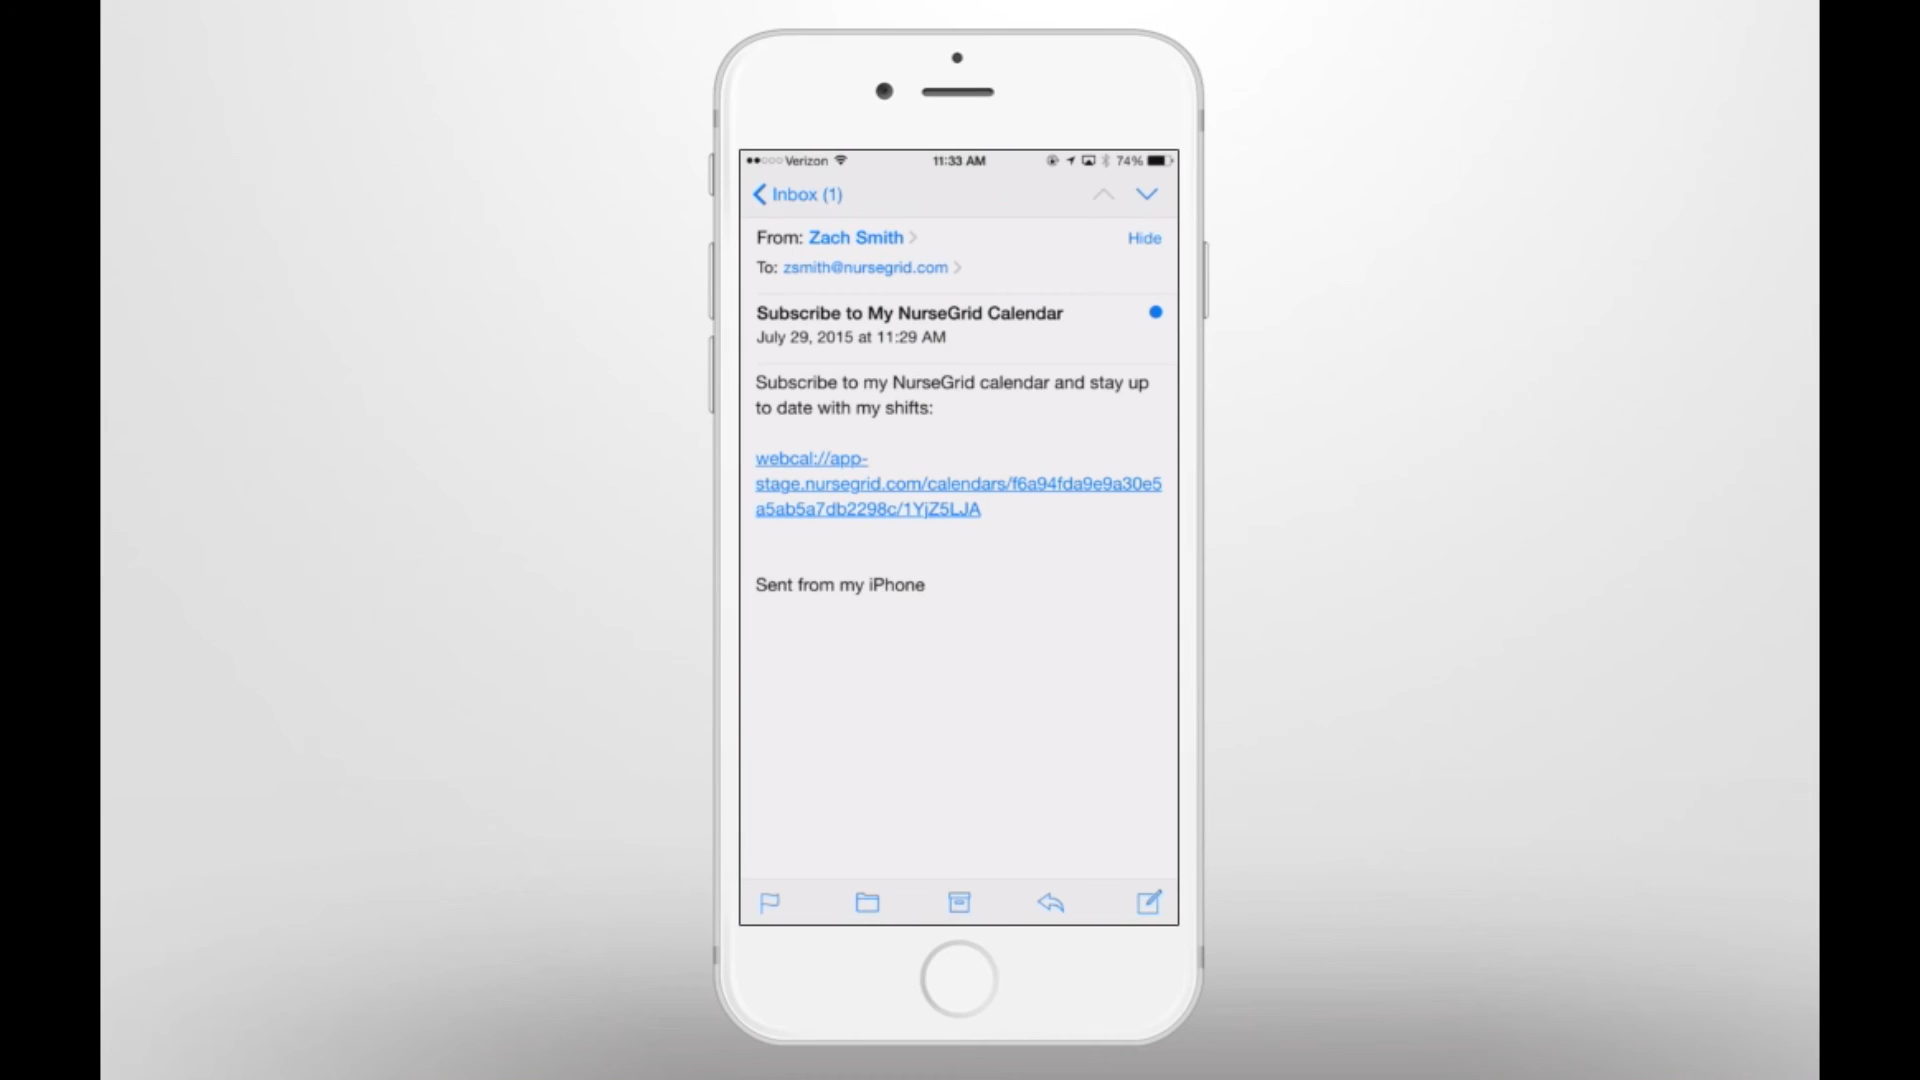 Verizon 11:33 AM 74%
Inbox (1)
From: Zach Smith Hide
To: zsmith@nursegrid.com
Subscribe to My NurseGrid Calendar
July 29, 2015 at 11:29 AM
Subscribe to my NurseGrid calendar and stay up
to date with my shifts:
webcal://app-
stage.nursegrid.com/calendars/f6a94fda9e9a30e5
a5ab5a7db2298c/1YjZ5LJA
Sent from my iPhone